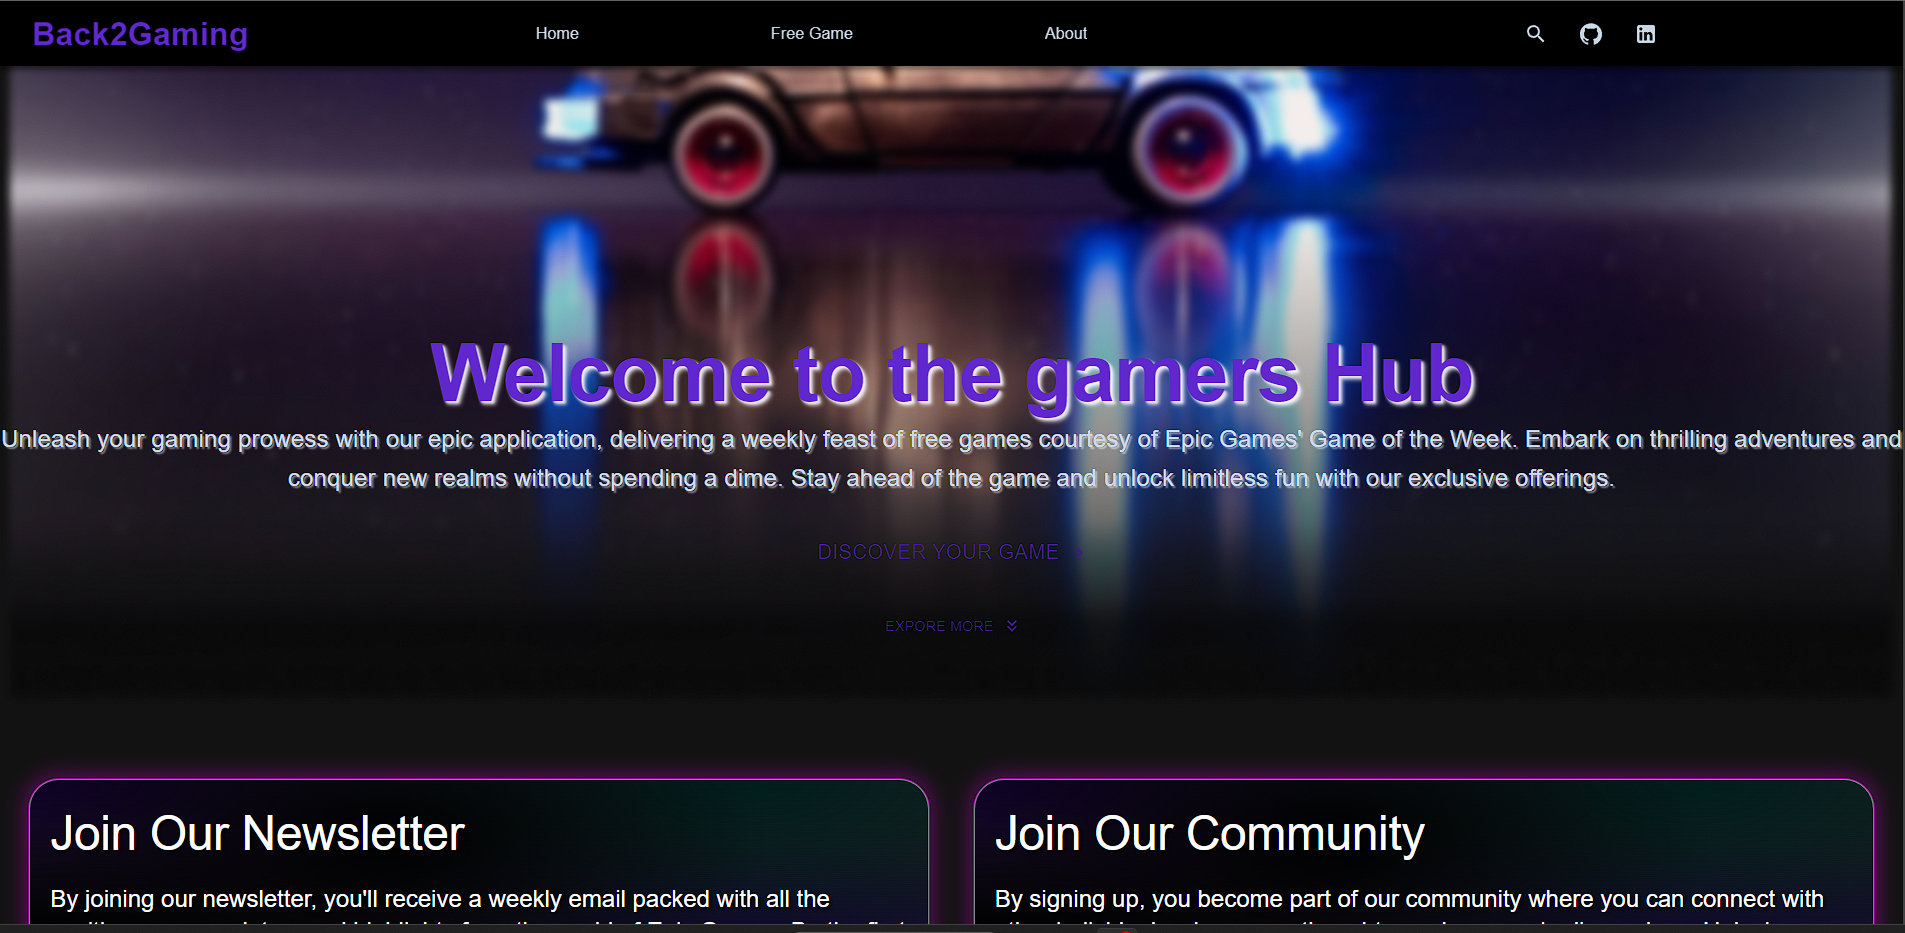 Back2Gaming
Home
Free Game
About
Welcome to the gamers Hub
Unleash your gaming prowess with our epic application, delivering a weekly feast of free games courtesy of Epic Games' Game of the Week. Embark on thrilling adventures and
conquer new realms without spending a dime. Stay ahead of the game and unlock limitless fun with our exclusive offerings.
DISCOVER YOUR GAME
EXPORE MORE
Join Our Newsletter
By joining our newsletter, you'll receive a weekly email packed with all the
Join Our Community
By signing up, you become part of our community where you can connect with